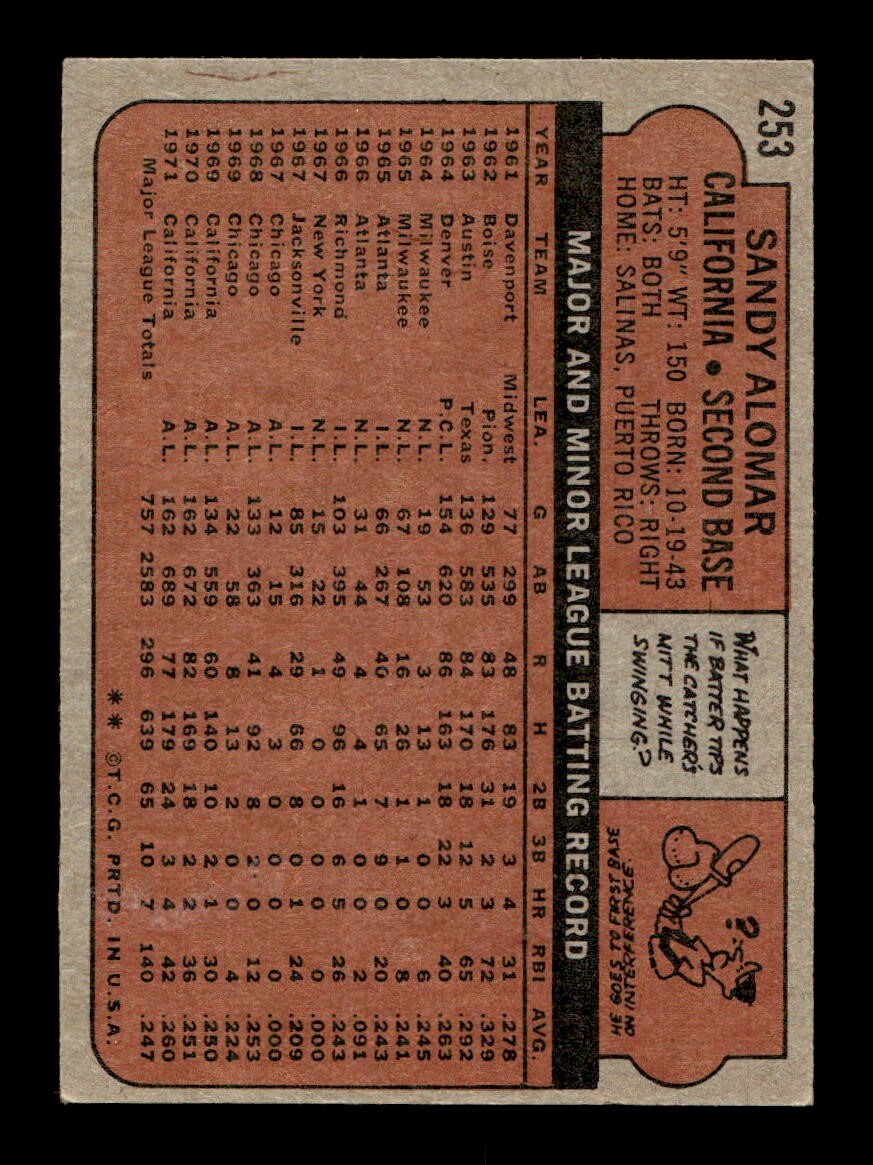 253
SANDY ALOMAR
CALIFORNIA • SECOND BASE
HT: 5'9" WT: 150 BORN: 10-19-43
BATS: BOTH THROWS: RIGHT
HOME: SALINAS, PUERTO RICO
WHAT HAPPENS
IF BATTER TIPS
THE CATCHER'S
MITT WHILE
SWINGING?
?
HE GOES TO FIRST BASE
ON INTERFERENCE.
MAJOR AND MINOR LEAGUE BATTING RECORD
YEAR TEAM LEA. G AB R H 2B 3B HR RBI AVG.
1961 Davenport Midwest 77 299 48 83 19 3 4 31 .278
1962 Boise Pion. 129 535 83 176 31 2 3 72 .329
1963 Austin Texas 136 583 84 170 18 12 5 65 .292
1964 Denver P.C.L. 154 620 86 163 18 22 3 40 .263
1964 Milwaukee N.L. 19 53 3 13 1 0 0 6 .245
1965 Milwaukee N.L. 67 108 16 26 1 1 0 8 .241
1965 Atlanta I.L. 66 267 40 65 7 9 0 20 .243
1966 Atlanta N.L. 31 44 4 4 1 0 0 2 .091
1966 Richmond I.L. 103 395 49 96 16 6 5 26 .243
1967 New York N.L. 15 22 1 0 0 0 0 0 .000
1967 Jacksonville I.L. 85 316 29 66 8 1 0 24 .209
1967 Chicago A.L. 12 15 4 3 0 0 0 0 .000
1968 Chicago A.L. 133 363 41 92 8 2 0 12 .253
1969 Chicago A.L. 22 58 8 13 2 0 0 4 .224
1969 California A.L. 134 559 60 140 10 2 1 30 .250
1970 California A.L. 162 672 82 169 18 2 2 36 .251
1971 California A.L. 162 689 77 179 24 3 4 42 .260
Major League Totals 757 2583 296 639 65 10 7 140 .247
** ©T.C.G. PRTD. IN U.S.A.